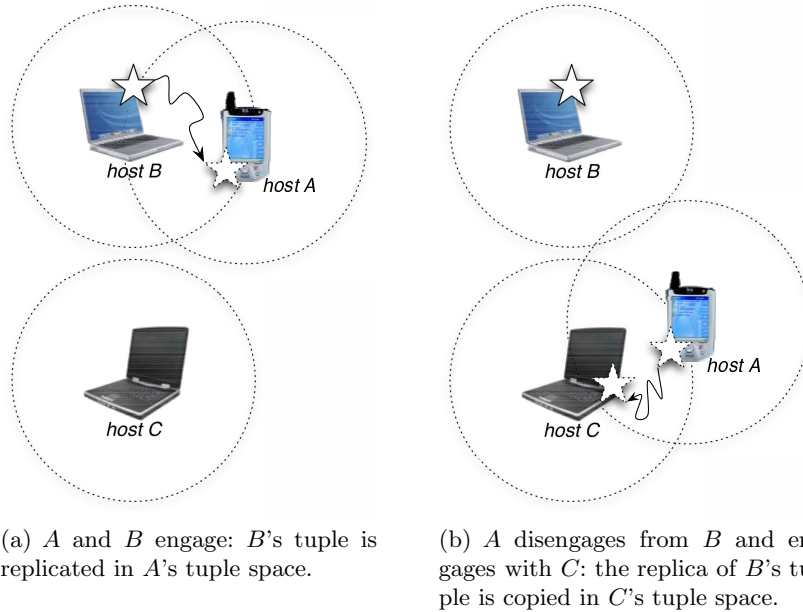 host B
host A
host C
(a) A and B engage: B's tuple is
replicated in A's tuple space.
host B
host A
host C
(b) A disengages from B and en-
gages with C: the replica of B's tu-
ple is copied in C's tuple space.